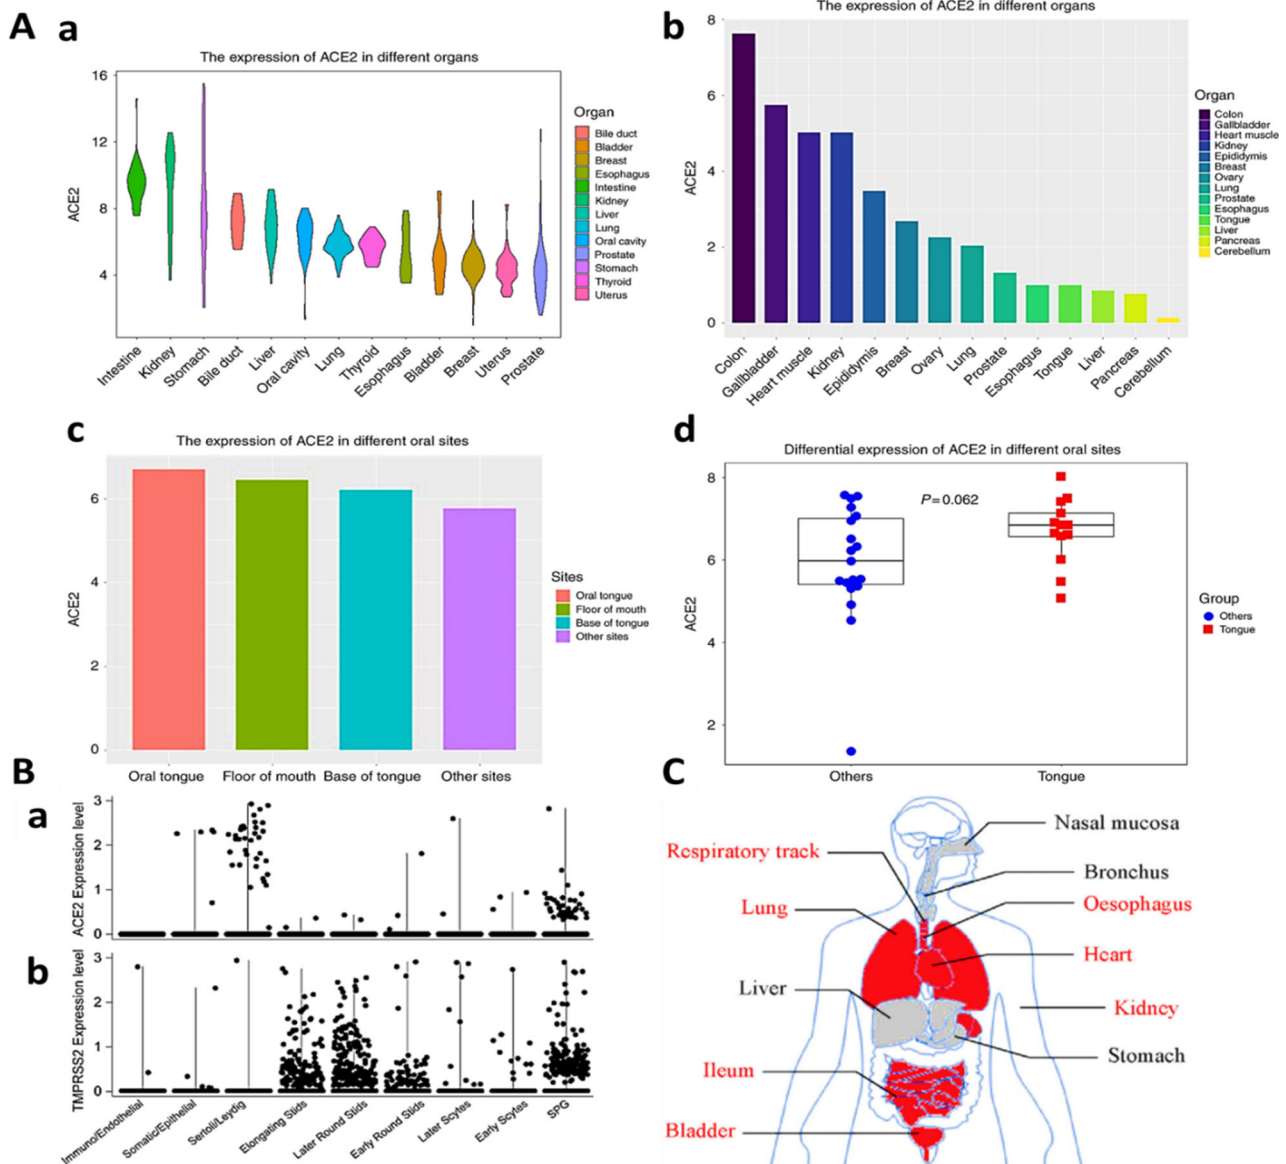 A
a
The expression of ACE2 in different organs
ACE2
16
12
8
4
Intestine
Kidney
Stomach
Bile duct
Liver
Oral cavity
Lung
Thyroid
Esophagus
Bladder
Breast
Uterus
Prostate
Organ
Bile duct
Bladder
Breast
Esophagus
Intestine
Kidney
Liver
Lung
Oral cavity
Prostate
Stomach
Thyroid
Uterus
b
The expression of ACE2 in different organs
ACE2
8
6
4
2
0
Colon
Gallbladder
Heart muscle
Kidney
Epididymis
Breast
Ovary
Lung
Prostate
Esophagus
Tongue
Liver
Pancreas
Cerebellum
Organ
Colon
Gallbladder
Heart muscle
Kidney
Epididymis
Breast
Ovary
Lung
Prostate
Esophagus
Tongue
Liver
Pancreas
Cerebellum
c
The expression of ACE2 in different oral sites
ACE2
6
4
2
0
Oral tongue
Floor of mouth
Base of tongue
Other sites
Sites
Oral tongue
Floor of mouth
Base of tongue
Other sites
d
Differential expression of ACE2 in different oral sites
ACE2
8
6
4
2
P=0.062
Others
Tongue
Group
Others
Tongue
B
a
ACE2 Expression level
3
2
1
0
b
TMPRSS2 Expression level
3
2
1
0
Immuno/Endothelial
Somatic/Epithelial
Sertoli/Leydig
Elongating Stids
Later Round Stids
Early Round Stids
Later Scytes
Early Scytes
SPG
C
Nasal mucosa
Respiratory track
Bronchus
Lung
Oesophagus
Heart
Liver
Kidney
Stomach
Ileum
Bladder